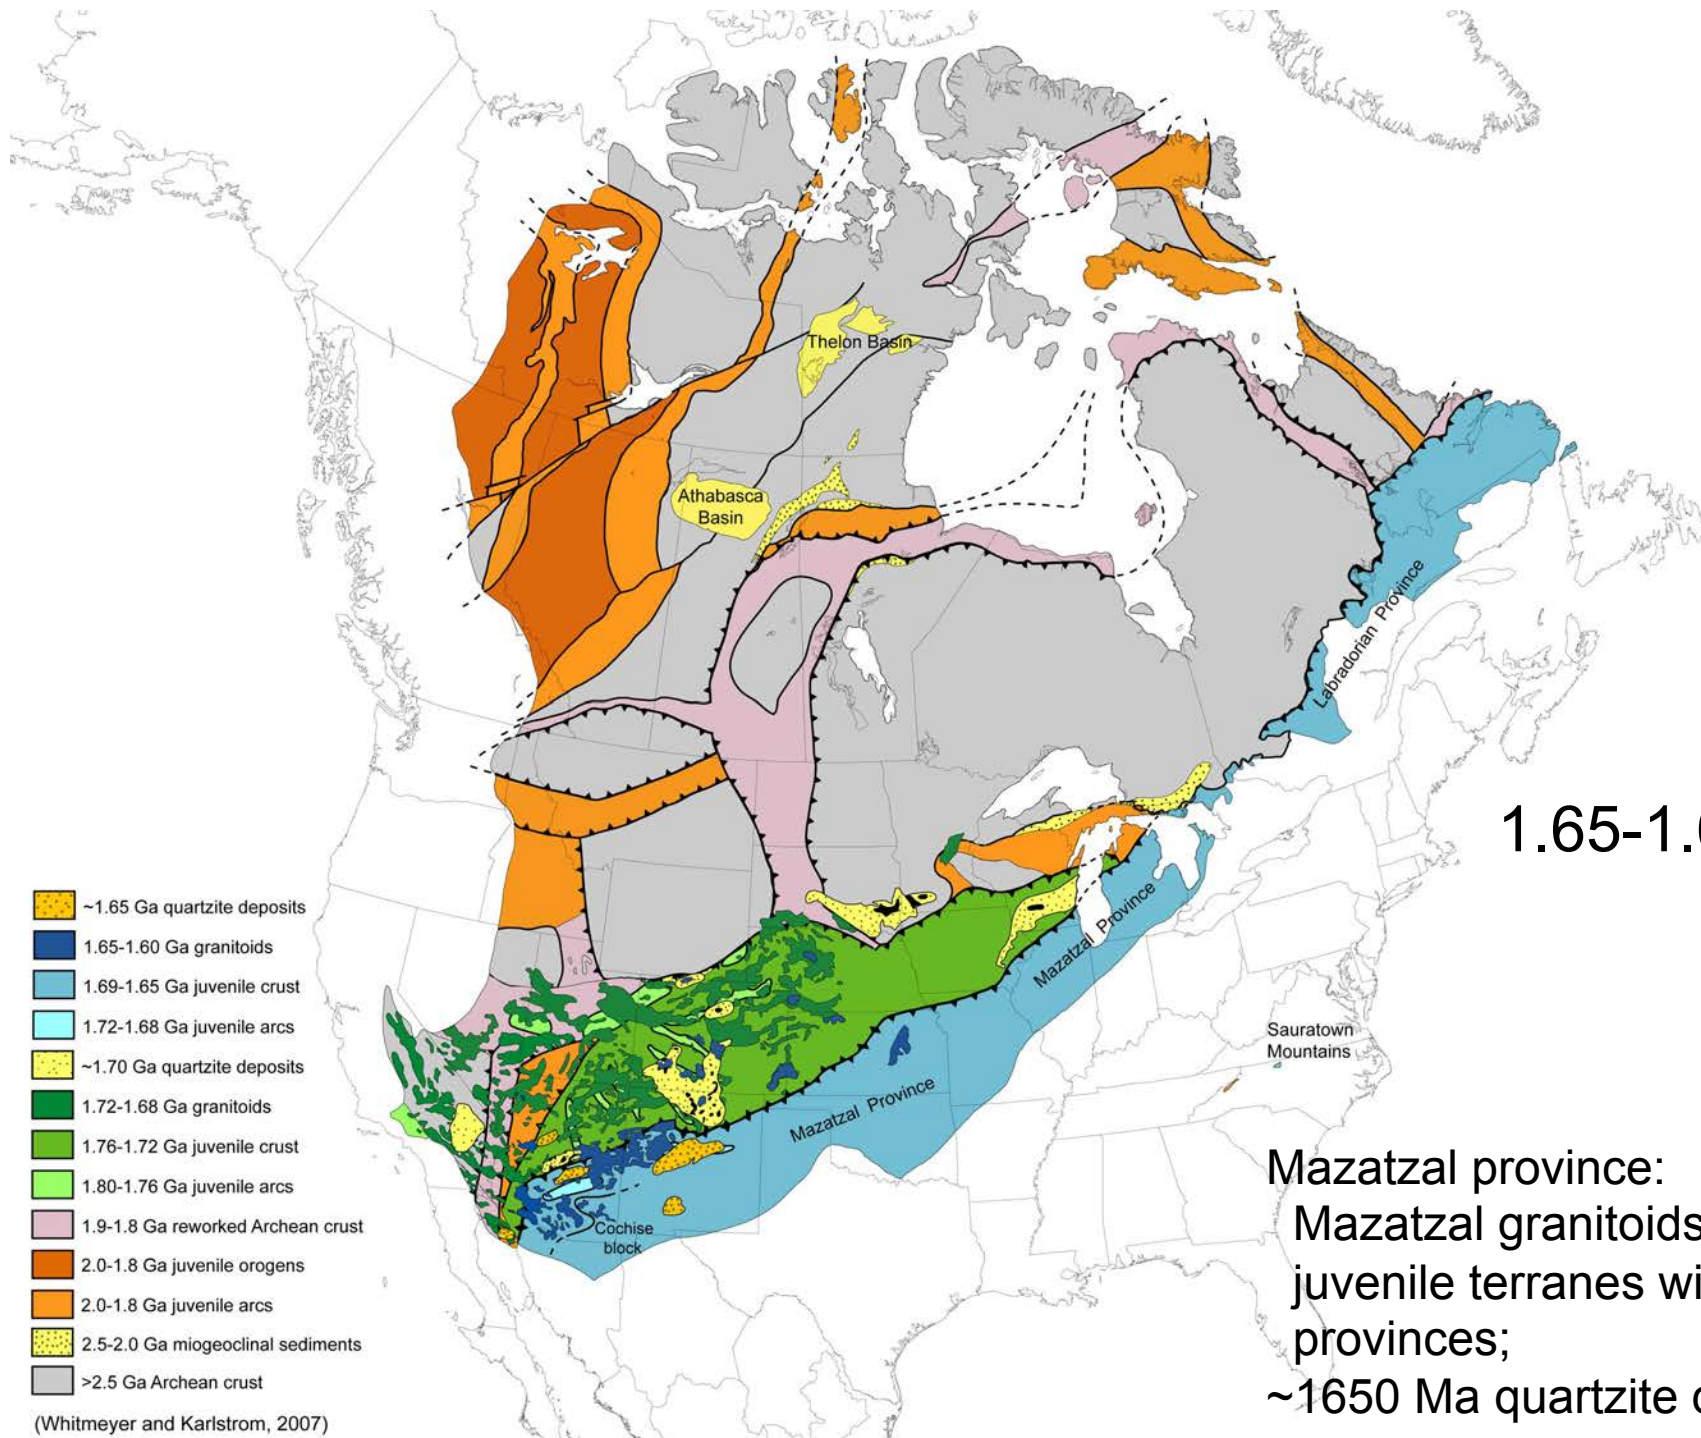 Thelon Basin
Athabasca
Basin
Labradorian Province
1.65-1.6
Mazatzal Province
Sauratown
Mountains
Mazatzal Province
Cochise
block
~1.65 Ga quartzite deposits
1.65-1.60 Ga granitoids
1.69-1.65 Ga juvenile crust
1.72-1.68 Ga juvenile arcs
~1.70 Ga quartzite deposits
1.72-1.68 Ga granitoids
1.76-1.72 Ga juvenile crust
1.80-1.76 Ga juvenile arcs
1.9-1.8 Ga reworked Archean crust
2.0-1.8 Ga juvenile orogens
2.0-1.8 Ga juvenile arcs
2.5-2.0 Ga miogeoclinal sediments
>2.5 Ga Archean crust
(Whitmeyer and Karlstrom, 2007)
Mazatzal province:
Mazatzal granitoids
juvenile terranes wi
provinces;
~1650 Ma quartzite